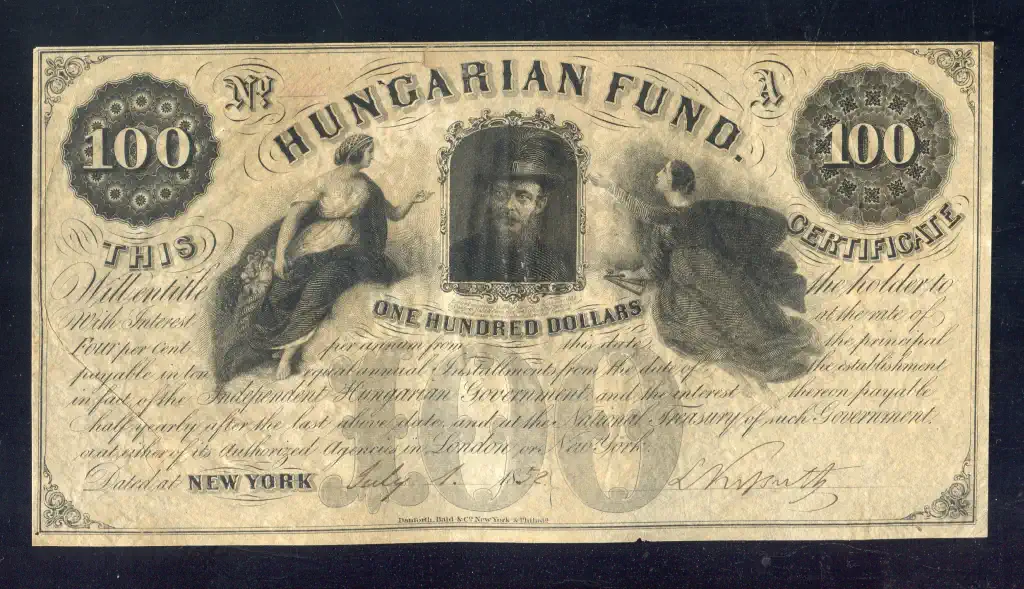 NY
HUNGARIAN FUND.
A
100
100
THIS
CERTIFICATE
ONE HUNDRED DOLLARS
Will entitle the holder to
With Interest at the rate of
Four per Cent per annum from this date the principal
payable in ten equal annual Installments from the date of the establishment
in fact, of the Independent Hungarian Government and the interest thereon payable
half yearly after the last above date, and at the National Treasury of such Government.
or at either of its Authorized Agencies in London or New York.
Dated at NEW YORK July 1. 1852 L Kossuth
100
Danforth, Bald & Co. New York & Philada.